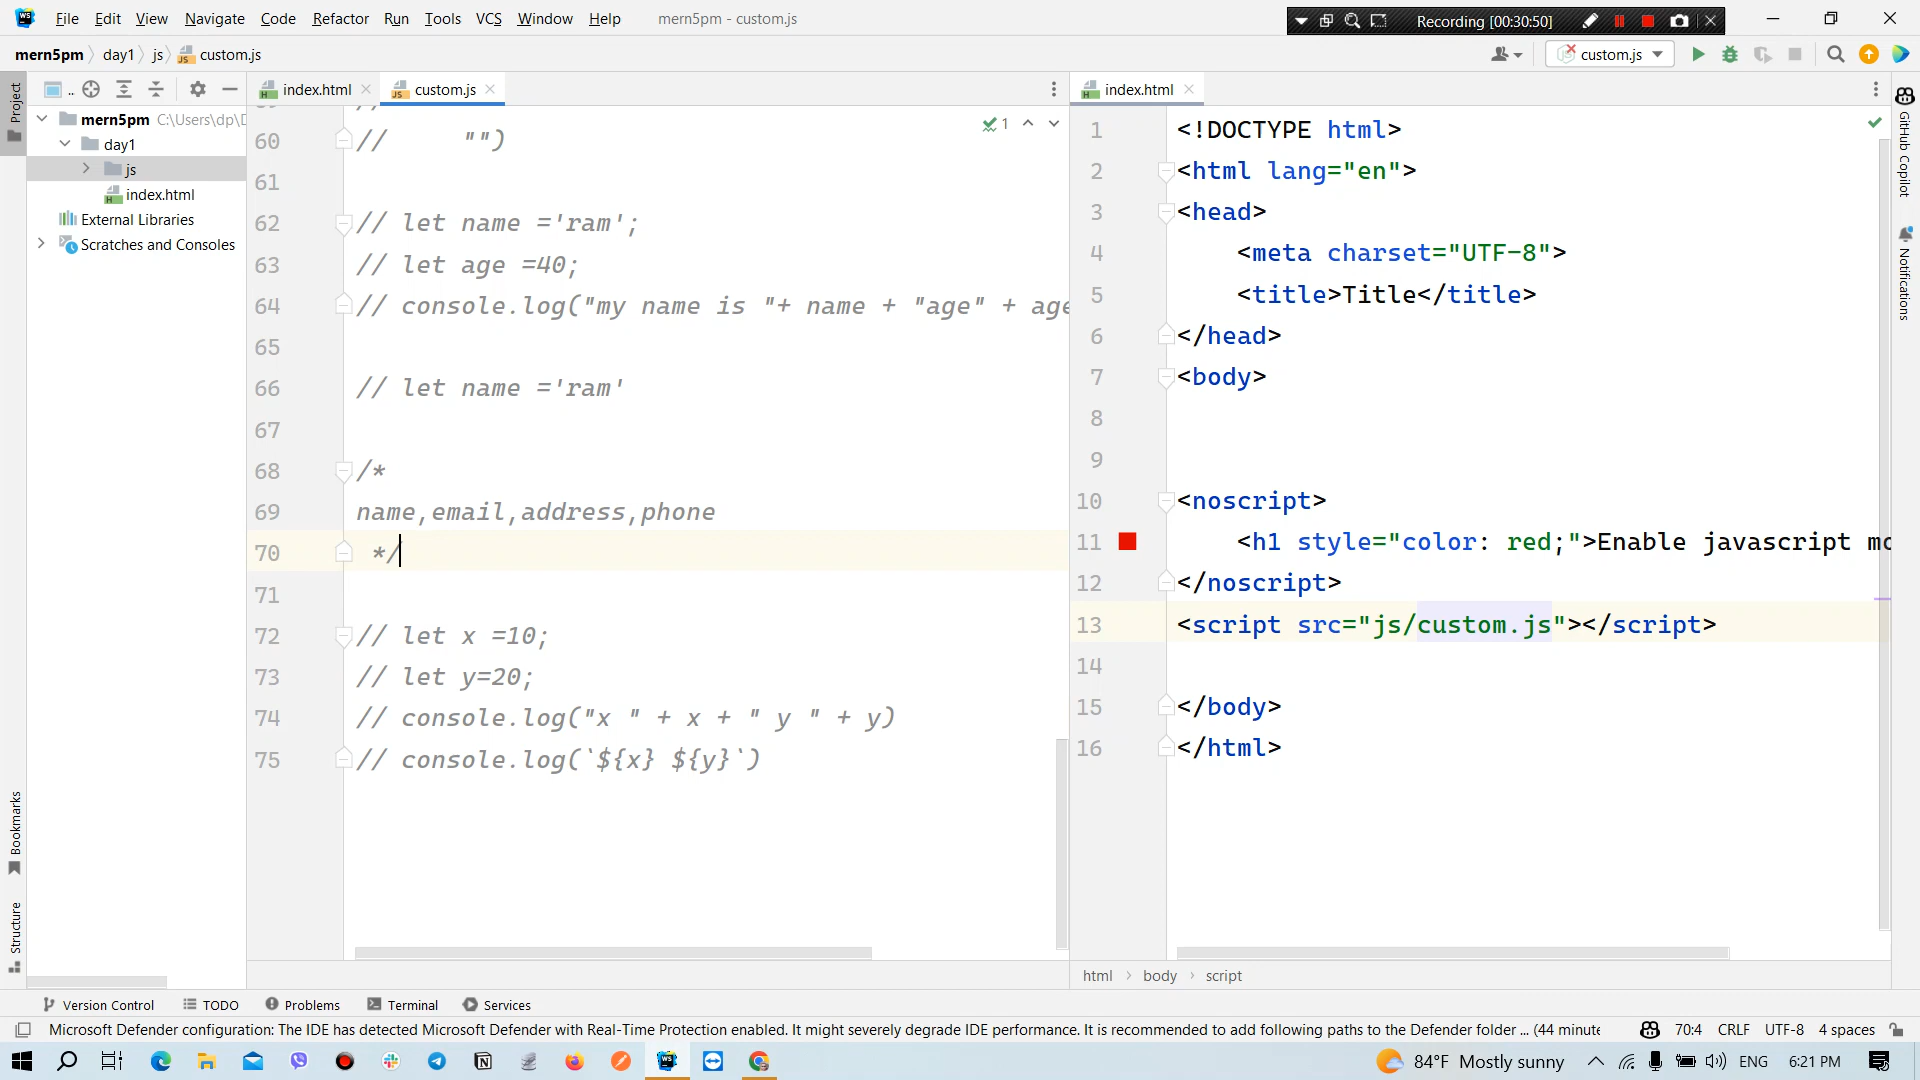 File Edit View Navigate Code Refactor Run Tools VCS Window Help mern5pm - custom.js
Recording [00:30:50]
mern5pm day1 js custom.js
custom.js
Project
..
index.html
custom.js
index.html
mern5pm C:\Users\dp\D
day1
js
index.html
External Libraries
Scratches and Consoles
60 // "")
61
62 // let name ='ram';
63 // let age =40;
64 // console.log("my name is "+ name + "age" + age
65
66 // let name ='ram'
67
68 /*
69 name,email,address,phone
70 */
71
72 // let x =10;
73 // let y=20;
74 // console.log("x " + x + " y " + y)
75 // console.log(`${x} ${y}`)
1
1 <!DOCTYPE html>
2 <html lang="en">
3 <head>
4 <meta charset="UTF-8">
5 <title>Title</title>
6 </head>
7 <body>
8
9
10 <noscript>
11 <h1 style="color: red;">Enable javascript mo
12 </noscript>
13 <script src="js/custom.js"></script>
14
15 </body>
16 </html>
GitHub Copilot
Notifications
Bookmarks
Structure
html body script
Version Control TODO Problems Terminal Services
Microsoft Defender configuration: The IDE has detected Microsoft Defender with Real-Time Protection enabled. It might severely degrade IDE performance. It is recommended to add following paths to the Defender folder ... (44 minute
70:4 CRLF UTF-8 4 spaces
84°F Mostly sunny ENG 6:21 PM